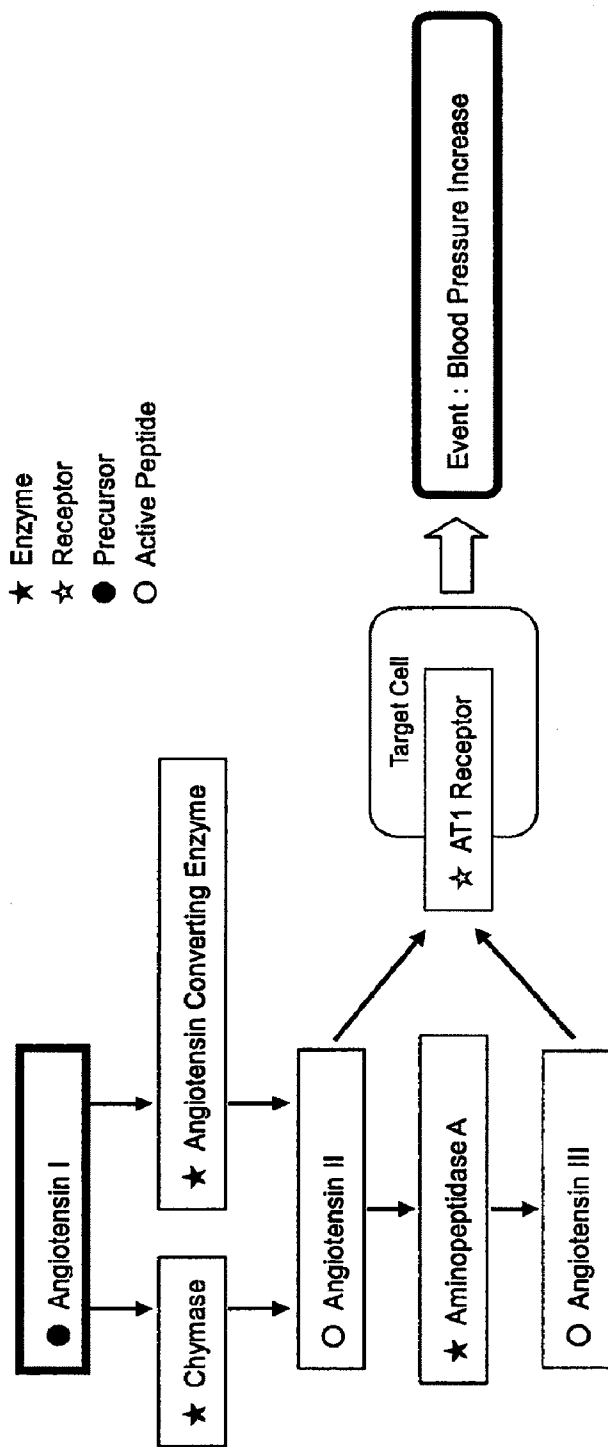 ★ Enzyme
☆ Receptor
● Precursor
○ Active Peptide
● Angiotensin I
★ Chymase
★ Angiotensin Converting Enzyme
○ Angiotensin II
★ Aminopeptidase A
○ Angiotensin III
Target Cell
☆ AT1 Receptor
Event : Blood Pressure Increase